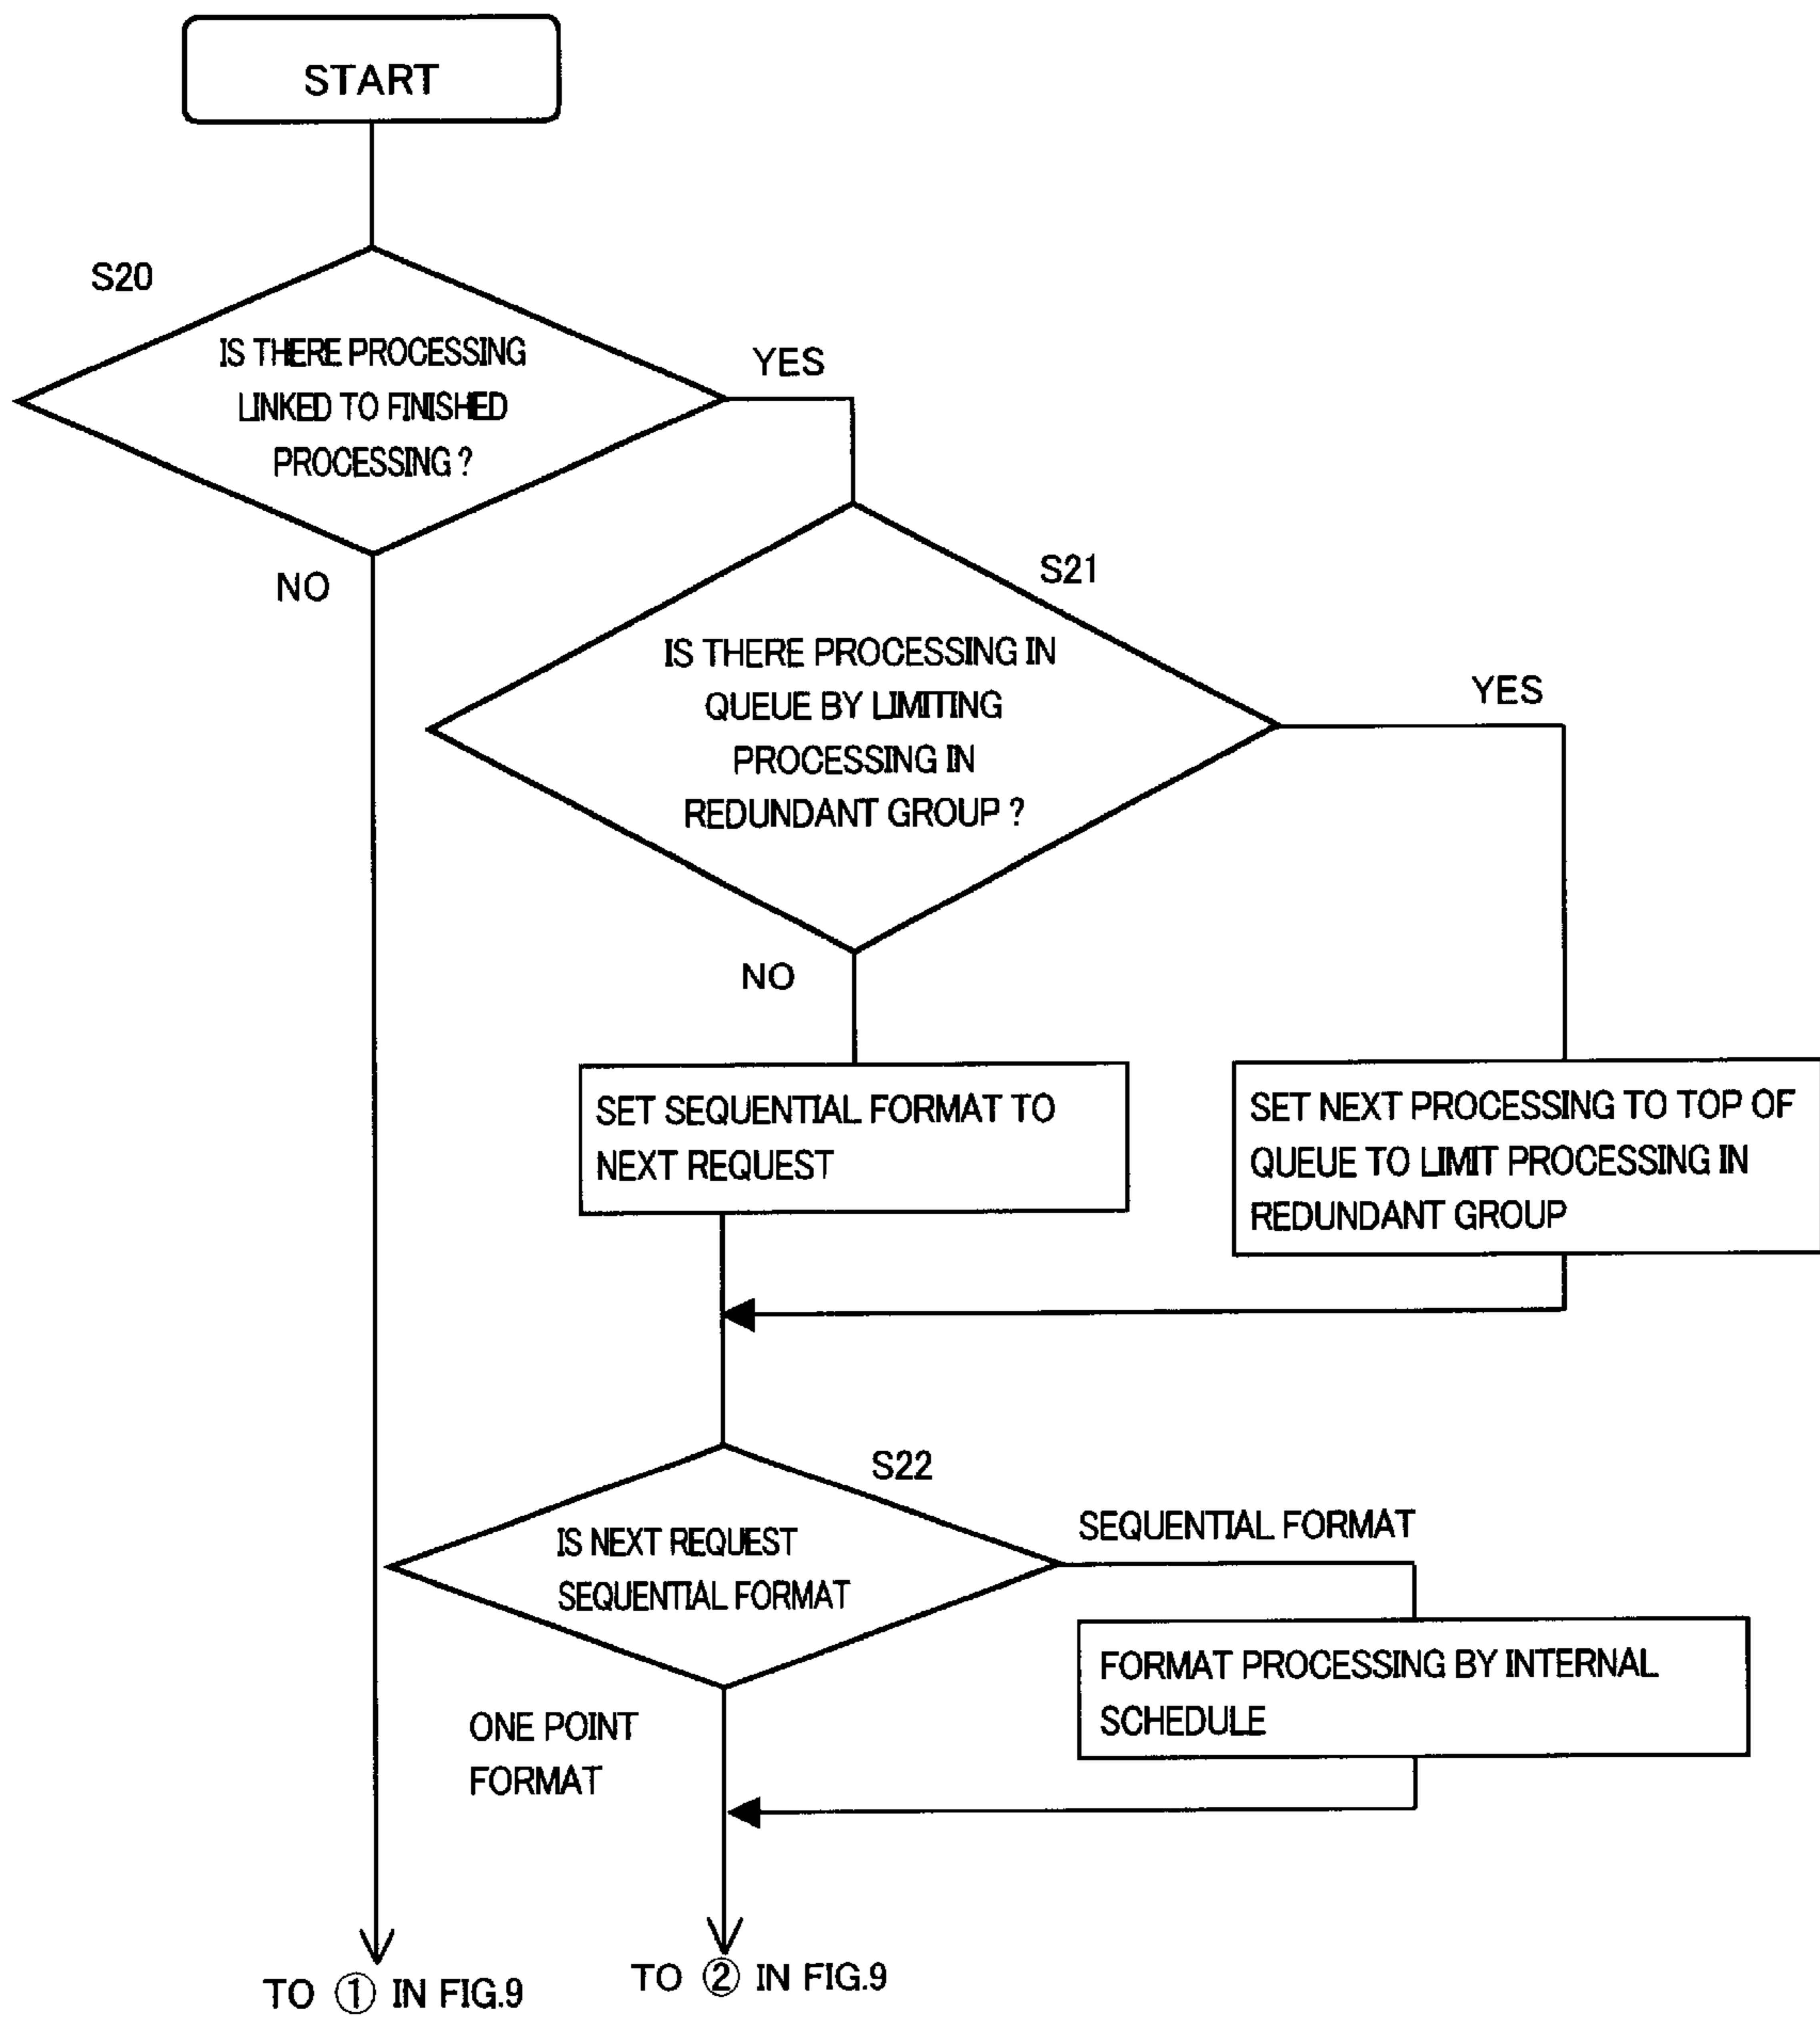 START
S20
IS THERE PROCESSING
LINKED TO FINISHED
PROCESSING ?
YES
NO
S21
IS THERE PROCESSING IN
QUEUE BY LIMITING
PROCESSING IN
REDUNDANT GROUP ?
YES
NO
SET SEQUENTIAL FORMAT TO
NEXT REQUEST
SET NEXT PROCESSING TO TOP OF
QUEUE TO LIMIT PROCESSING IN
REDUNDANT GROUP
S22
IS NEXT REQUEST
SEQUENTIAL FORMAT
SEQUENTIAL FORMAT
FORMAT PROCESSING BY INTERNAL
SCHEDULE
ONE POINT
FORMAT
TO ① IN FIG.9
TO ② IN FIG.9